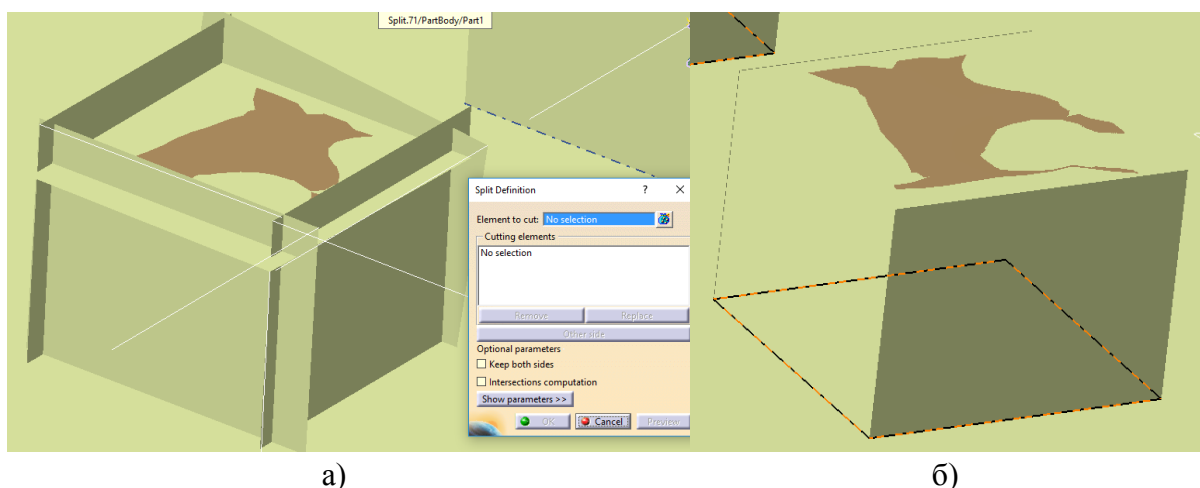 Split.71/PartBody/Part1
Split Definition ? X
Element to cut: No selection
Cutting elements
No selection
Remove Replace
Other side
Optional parameters
Keep both sides
Intersections computation
Show parameters >>
OK Cancel Preview
а) б)